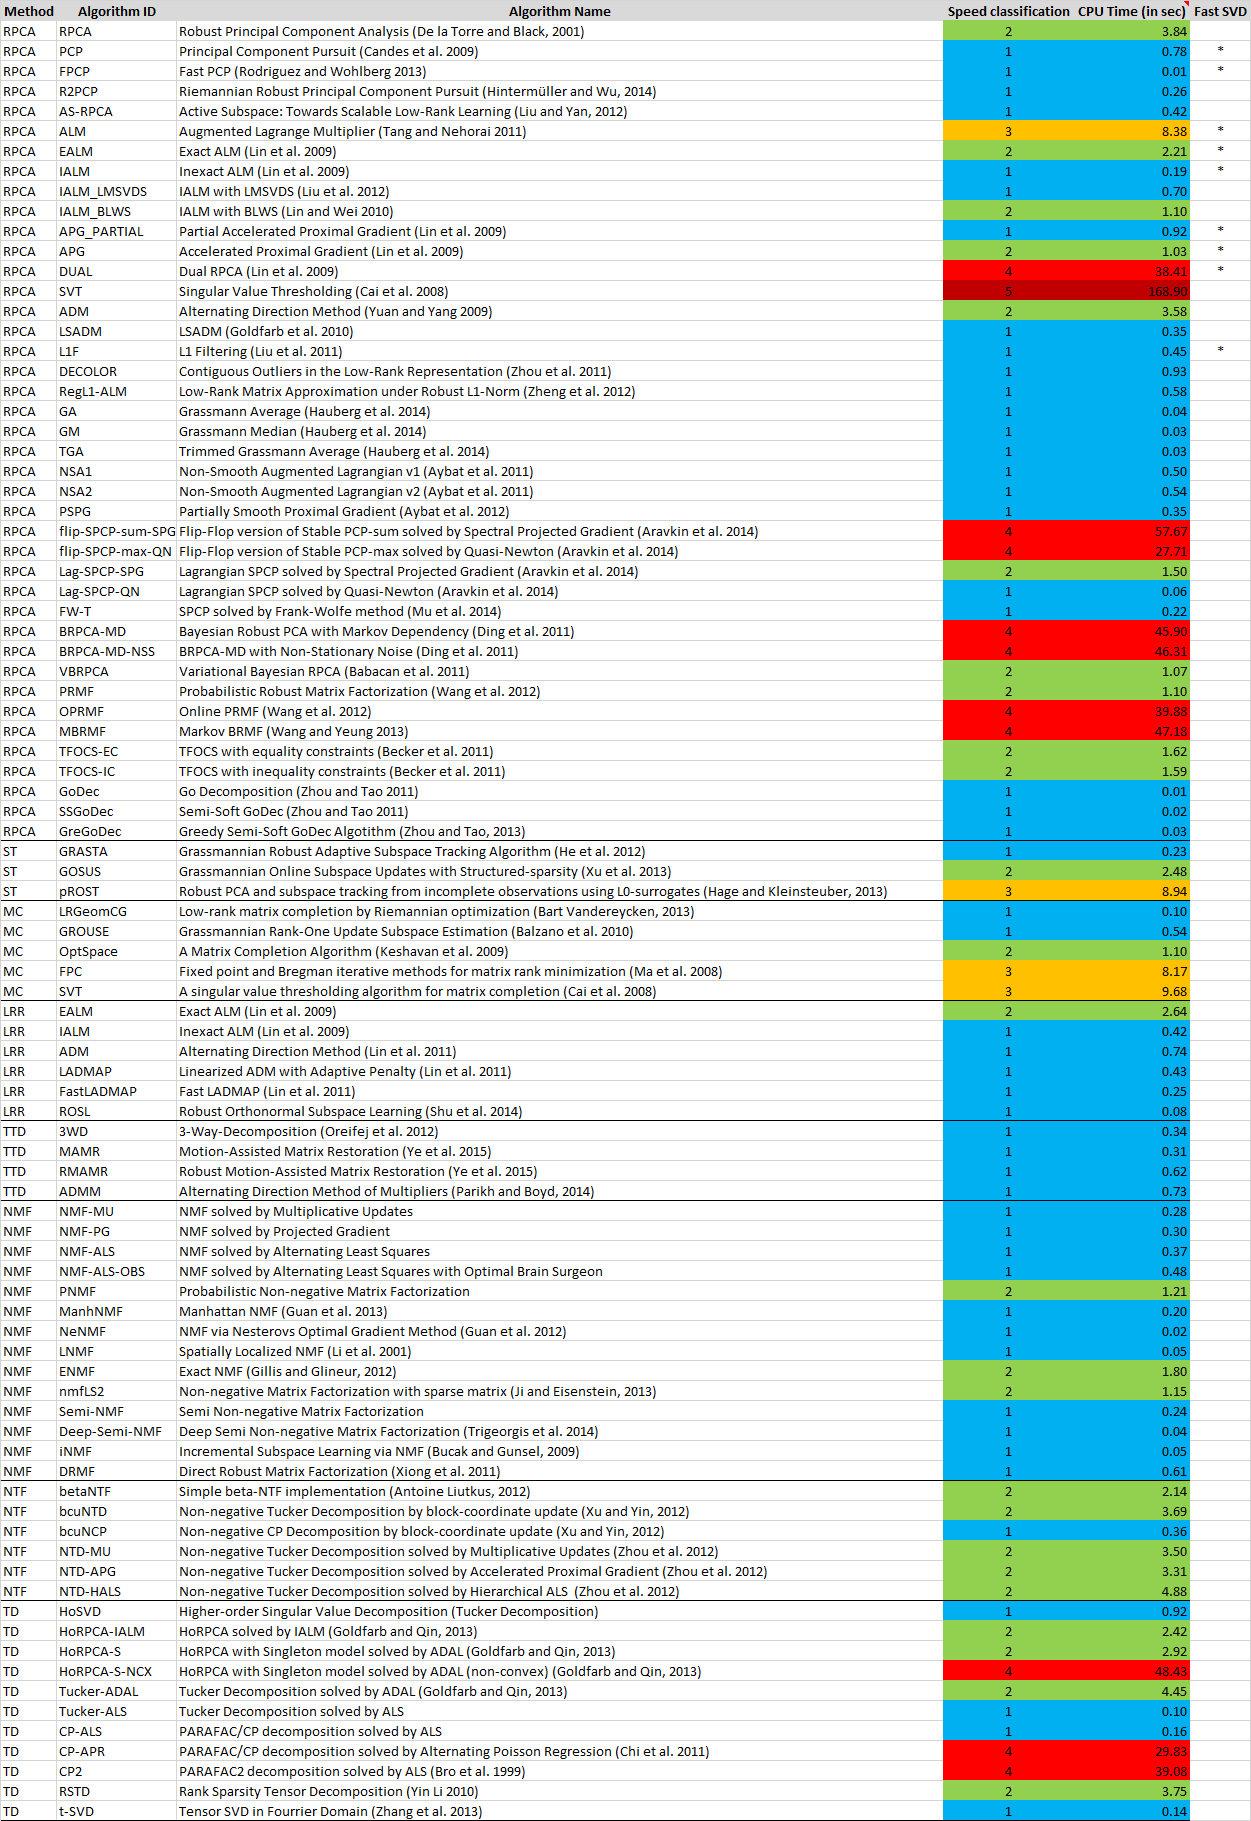 Method Algorithm ID Algorithm Name Speed classification CPU Time (in sec) Fast SVD
RPCA RPCA Robust Principal Component Analysis (De la Torre and Black, 2001) 2 3.84
RPCA PCP Principal Component Pursuit (Candes et al. 2009) 1 0.78 *
RPCA FPCP Fast PCP (Rodriguez and Wohlberg 2013) 1 0.01 *
RPCA R2PCP Riemannian Robust Principal Component Pursuit (Hintermüller and Wu, 2014) 1 0.26
RPCA AS-RPCA Active Subspace: Towards Scalable Low-Rank Learning (Liu and Yan, 2012) 1 0.42
RPCA ALM Augmented Lagrange Multiplier (Tang and Nehorai 2011) 3 8.38 *
RPCA EALM Exact ALM (Lin et al. 2009) 2 2.21 *
RPCA IALM Inexact ALM (Lin et al. 2009) 1 0.19 *
RPCA IALM_LMSVDS IALM with LMSVDS (Liu et al. 2012) 1 0.70
RPCA IALM_BLWS IALM with BLWS (Lin and Wei 2010) 2 1.10
RPCA APG_PARTIAL Partial Accelerated Proximal Gradient (Lin et al. 2009) 1 0.92 *
RPCA APG Accelerated Proximal Gradient (Lin et al. 2009) 2 1.03 *
RPCA DUAL Dual RPCA (Lin et al. 2009) 4 38.41 *
RPCA SVT Singular Value Thresholding (Cai et al. 2008) 5 168.90
RPCA ADM Alternating Direction Method (Yuan and Yang 2009) 2 3.58
RPCA LSADM LSADM (Goldfarb et al. 2010) 1 0.35
RPCA L1F L1 Filtering (Liu et al. 2011) 1 0.45 *
RPCA DECOLOR Contiguous Outliers in the Low-Rank Representation (Zhou et al. 2011) 1 0.93
RPCA RegL1-ALM Low-Rank Matrix Approximation under Robust L1-Norm (Zheng et al. 2012) 1 0.58
RPCA GA Grassmann Average (Hauberg et al. 2014) 1 0.04
RPCA GM Grassmann Median (Hauberg et al. 2014) 1 0.03
RPCA TGA Trimmed Grassmann Average (Hauberg et al. 2014) 1 0.03
RPCA NSA1 Non-Smooth Augmented Lagrangian v1 (Aybat et al. 2011) 1 0.50
RPCA NSA2 Non-Smooth Augmented Lagrangian v2 (Aybat et al. 2011) 1 0.54
RPCA PSPG Partially Smooth Proximal Gradient (Aybat et al. 2012) 1 0.35
RPCA flip-SPCP-sum-SPG Flip-Flop version of Stable PCP-sum solved by Spectral Projected Gradient (Aravkin et al. 2014) 4 57.67
RPCA flip-SPCP-max-QN Flip-Flop version of Stable PCP-max solved by Quasi-Newton (Aravkin et al. 2014) 4 27.71
RPCA Lag-SPCP-SPG Lagrangian SPCP solved by Spectral Projected Gradient (Aravkin et al. 2014) 2 1.50
RPCA Lag-SPCP-QN Lagrangian SPCP solved by Quasi-Newton (Aravkin et al. 2014) 1 0.06
RPCA FW-T SPCP solved by Frank-Wolfe method (Mu et al. 2014) 1 0.22
RPCA BRPCA-MD Bayesian Robust PCA with Markov Dependency (Ding et al. 2011) 4 45.90
RPCA BRPCA-MD-NSS BRPCA-MD with Non-Stationary Noise (Ding et al. 2011) 4 46.31
RPCA VBRPCA Variational Bayesian RPCA (Babacan et al. 2011) 2 1.07
RPCA PRMF Probabilistic Robust Matrix Factorization (Wang et al. 2012) 2 1.10
RPCA OPRMF Online PRMF (Wang et al. 2012) 4 39.88
RPCA MBRMF Markov BRMF (Wang and Yeung 2013) 4 47.18
RPCA TFOCS-EC TFOCS with equality constraints (Becker et al. 2011) 2 1.62
RPCA TFOCS-IC TFOCS with inequality constraints (Becker et al. 2011) 2 1.59
RPCA GoDec Go Decomposition (Zhou and Tao 2011) 1 0.01
RPCA SSGoDec Semi-Soft GoDec (Zhou and Tao 2011) 1 0.02
RPCA GreGoDec Greedy Semi-Soft GoDec Algotithm (Zhou and Tao, 2013) 1 0.03
ST GRASTA Grassmannian Robust Adaptive Subspace Tracking Algorithm (He et al. 2012) 1 0.23
ST GOSUS Grassmannian Online Subspace Updates with Structured-sparsity (Xu et al. 2013) 2 2.48
ST pROST Robust PCA and subspace tracking from incomplete observations using L0-surrogates (Hage and Kleinsteuber, 2013) 3 8.94
MC LRGeomCG Low-rank matrix completion by Riemannian optimization (Bart Vandereycken, 2013) 1 0.10
MC GROUSE Grassmannian Rank-One Update Subspace Estimation (Balzano et al. 2010) 1 0.54
MC OptSpace A Matrix Completion Algorithm (Keshavan et al. 2009) 2 1.10
MC FPC Fixed point and Bregman iterative methods for matrix rank minimization (Ma et al. 2008) 3 8.17
MC SVT A singular value thresholding algorithm for matrix completion (Cai et al. 2008) 3 9.68
LRR EALM Exact ALM (Lin et al. 2009) 2 2.64
LRR IALM Inexact ALM (Lin et al. 2009) 1 0.42
LRR ADM Alternating Direction Method (Lin et al. 2011) 1 0.74
LRR LADMAP Linearized ADM with Adaptive Penalty (Lin et al. 2011) 1 0.43
LRR FastLADMAP Fast LADMAP (Lin et al. 2011) 1 0.25
LRR ROSL Robust Orthonormal Subspace Learning (Shu et al. 2014) 1 0.08
TTD 3WD 3-Way-Decomposition (Oreifej et al. 2012) 1 0.34
TTD MAMR Motion-Assisted Matrix Restoration (Ye et al. 2015) 1 0.31
TTD RMAMR Robust Motion-Assisted Matrix Restoration (Ye et al. 2015) 1 0.62
TTD ADMM Alternating Direction Method of Multipliers (Parikh and Boyd, 2014) 1 0.73
NMF NMF-MU NMF solved by Multiplicative Updates 1 0.28
NMF NMF-PG NMF solved by Projected Gradient 1 0.30
NMF NMF-ALS NMF solved by Alternating Least Squares 1 0.37
NMF NMF-ALS-OBS NMF solved by Alternating Least Squares with Optimal Brain Surgeon 1 0.48
NMF PNMF Probabilistic Non-negative Matrix Factorization 2 1.21
NMF ManhNMF Manhattan NMF (Guan et al. 2013) 1 0.20
NMF NeNMF NMF via Nesterovs Optimal Gradient Method (Guan et al. 2012) 1 0.02
NMF LNMF Spatially Localized NMF (Li et al. 2001) 1 0.05
NMF ENMF Exact NMF (Gillis and Glineur, 2012) 2 1.80
NMF nmfLS2 Non-negative Matrix Factorization with sparse matrix (Ji and Eisenstein, 2013) 2 1.15
NMF Semi-NMF Semi Non-negative Matrix Factorization 1 0.24
NMF Deep-Semi-NMF Deep Semi Non-negative Matrix Factorization (Trigeorgis et al. 2014) 1 0.04
NMF iNMF Incremental Subspace Learning via NMF (Bucak and Gunsel, 2009) 1 0.05
NMF DRMF Direct Robust Matrix Factorization (Xiong et al. 2011) 1 0.61
NTF betaNTF Simple beta-NTF implementation (Antoine Liutkus, 2012) 2 2.14
NTF bcuNTD Non-negative Tucker Decomposition by block-coordinate update (Xu and Yin, 2012) 2 3.69
NTF bcuNCP Non-negative CP Decomposition by block-coordinate update (Xu and Yin, 2012) 1 0.36
NTF NTD-MU Non-negative Tucker Decomposition solved by Multiplicative Updates (Zhou et al. 2012) 2 3.50
NTF NTD-APG Non-negative Tucker Decomposition solved by Accelerated Proximal Gradient (Zhou et al. 2012) 2 3.31
NTF NTD-HALS Non-negative Tucker Decomposition solved by Hierarchical ALS (Zhou et al. 2012) 2 4.88
TD HoSVD Higher-order Singular Value Decomposition (Tucker Decomposition) 1 0.92
TD HoRPCA-IALM HoRPCA solved by IALM (Goldfarb and Qin, 2013) 2 2.42
TD HoRPCA-S HoRPCA with Singleton model solved by ADAL (Goldfarb and Qin, 2013) 2 2.92
TD HoRPCA-S-NCX HoRPCA with Singleton model solved by ADAL (non-convex) (Goldfarb and Qin, 2013) 4 48.43
TD Tucker-ADAL Tucker Decomposition solved by ADAL (Goldfarb and Qin, 2013) 2 4.45
TD Tucker-ALS Tucker Decomposition solved by ALS 1 0.10
TD CP-ALS PARAFAC/CP decomposition solved by ALS 1 0.16
TD CP-APR PARAFAC/CP decomposition solved by Alternating Poisson Regression (Chi et al. 2011) 4 29.83
TD CP2 PARAFAC2 decomposition solved by ALS (Bro et al. 1999) 4 39.08
TD RSTD Rank Sparsity Tensor Decomposition (Yin Li 2010) 2 3.75
TD t-SVD Tensor SVD in Fourrier Domain (Zhang et al. 2013) 1 0.14